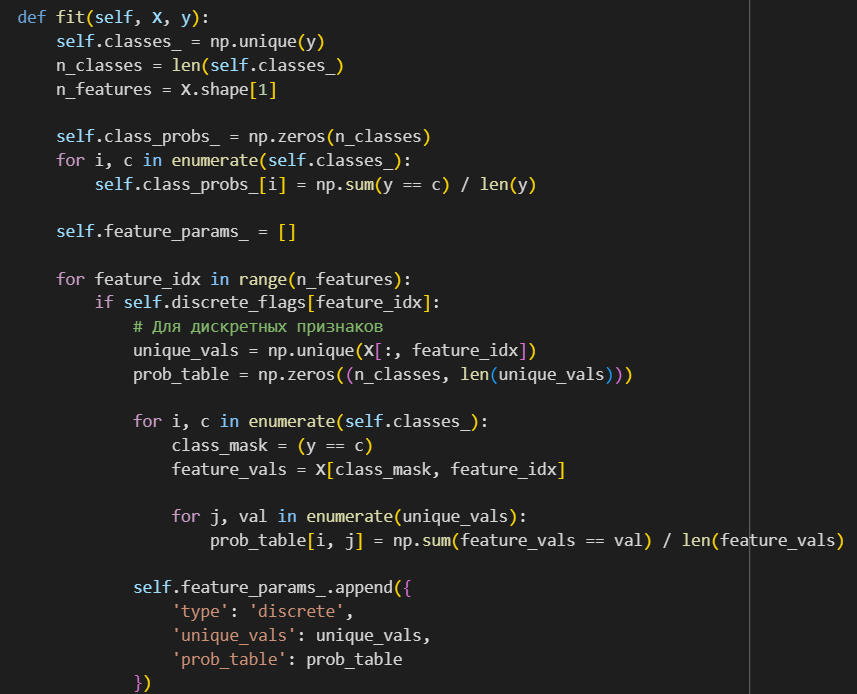 def fit(self, X, y):
    self.classes_ = np.unique(y)
    n_classes = len(self.classes_)
    n_features = X.shape[1]

    self.class_probs_ = np.zeros(n_classes)
    for i, c in enumerate(self.classes_):
        self.class_probs_[i] = np.sum(y == c) / len(y)

    self.feature_params_ = []

    for feature_idx in range(n_features):
        if self.discrete_flags[feature_idx]:
            # Для дискретных признаков
            unique_vals = np.unique(X[:, feature_idx])
            prob_table = np.zeros((n_classes, len(unique_vals)))

            for i, c in enumerate(self.classes_):
                class_mask = (y == c)
                feature_vals = X[class_mask, feature_idx]

                for j, val in enumerate(unique_vals):
                    prob_table[i, j] = np.sum(feature_vals == val) / len(feature_vals)

            self.feature_params_.append({
                'type': 'discrete',
                'unique_vals': unique_vals,
                'prob_table': prob_table
            })